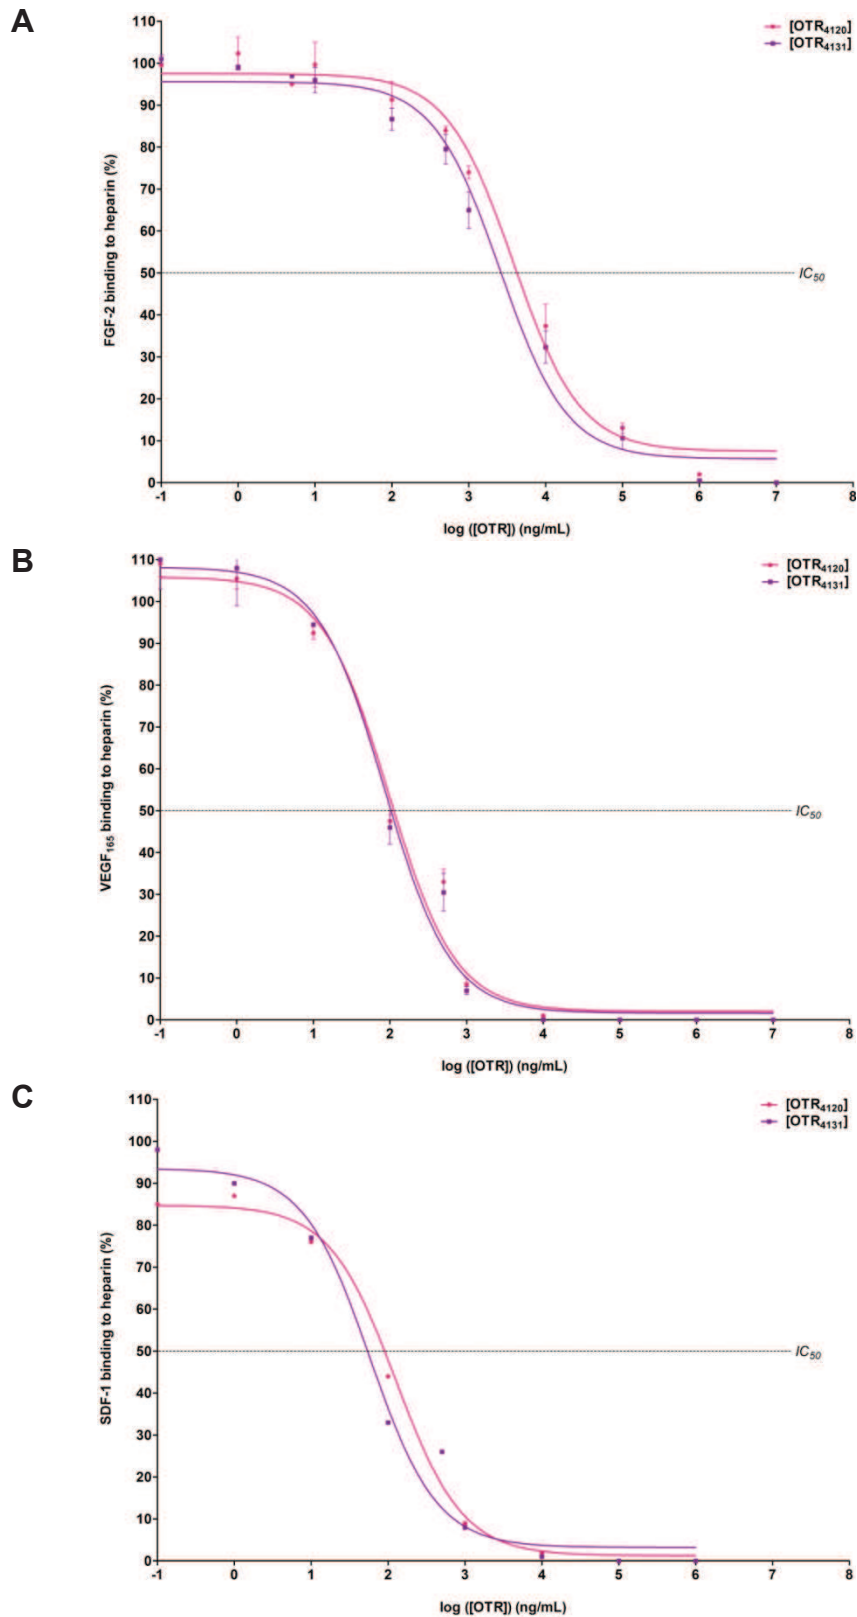 A
[OTR4120]
[OTR4131]
110
100
90
80
70
60
50
40
30
20
10
0
FGF-2 binding to heparin (%)
IC50
-1 0 1 2 3 4 5 6 7 8
log ([OTR]) (ng/mL)
B
[OTR4120]
[OTR4131]
110
100
90
80
70
60
50
40
30
20
10
0
VEGF165 binding to heparin (%)
IC50
-1 0 1 2 3 4 5 6 7 8
log ([OTR]) (ng/mL)
C
[OTR4120]
[OTR4131]
110
100
90
80
70
60
50
40
30
20
10
0
SDF-1 binding to heparin (%)
IC50
-1 0 1 2 3 4 5 6 7 8
log ([OTR]) (ng/mL)